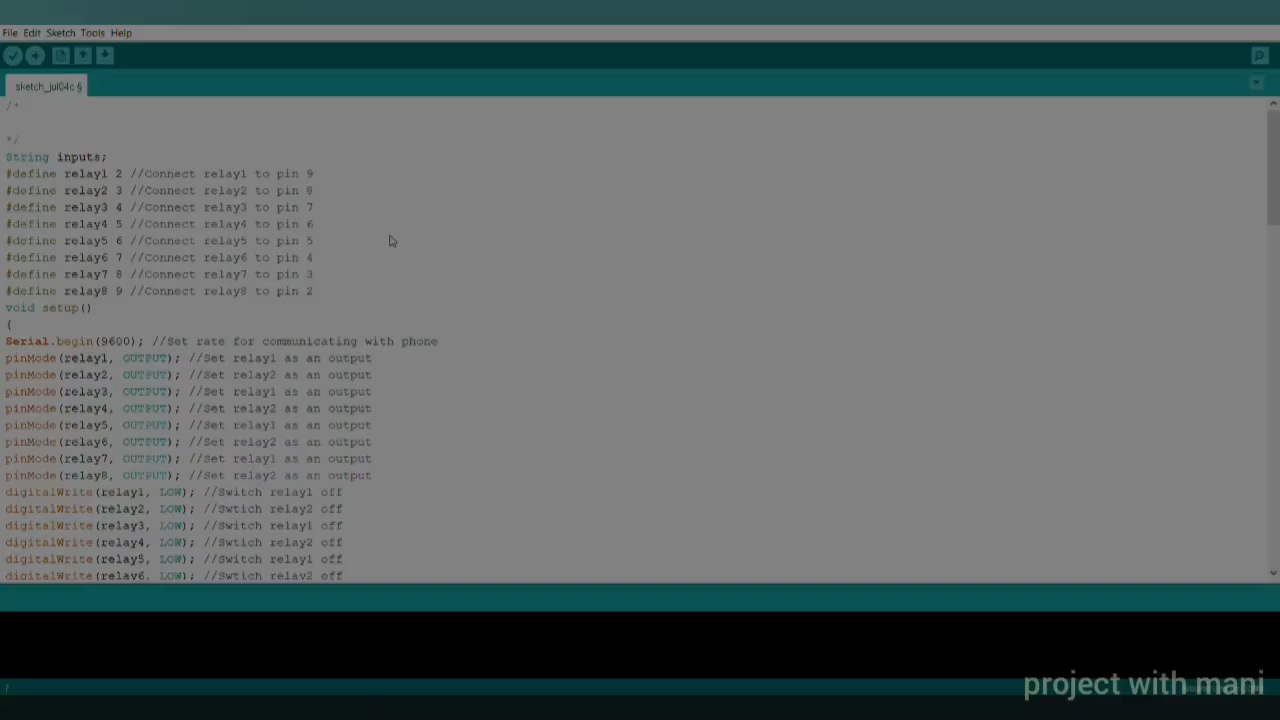 File Edit Sketch Tools Help
sketch_jul04c §
/*
*/
String inputs;
#define relay1 2 //Connect relay1 to pin 9
#define relay2 3 //Connect relay2 to pin 8
#define relay3 4 //Connect relay3 to pin 7
#define relay4 5 //Connect relay4 to pin 6
#define relay5 6 //Connect relay5 to pin 5
#define relay6 7 //Connect relay6 to pin 4
#define relay7 8 //Connect relay7 to pin 3
#define relay8 9 //Connect relay8 to pin 2
void setup()
{
Serial.begin(9600); //Set rate for communicating with phone
pinMode(relay1, OUTPUT); //Set relay1 as an output
pinMode(relay2, OUTPUT); //Set relay2 as an output
pinMode(relay3, OUTPUT); //Set relay1 as an output
pinMode(relay4, OUTPUT); //Set relay2 as an output
pinMode(relay5, OUTPUT); //Set relay1 as an output
pinMode(relay6, OUTPUT); //Set relay2 as an output
pinMode(relay7, OUTPUT); //Set relay1 as an output
pinMode(relay8, OUTPUT); //Set relay2 as an output
digitalWrite(relay1, LOW); //Switch relay1 off
digitalWrite(relay2, LOW); //Swtich relay2 off
digitalWrite(relay3, LOW); //Switch relay1 off
digitalWrite(relay4, LOW); //Swtich relay2 off
digitalWrite(relay5, LOW); //Switch relay1 off
digitalWrite(relay6, LOW); //Swtich relay2 off
project with mani